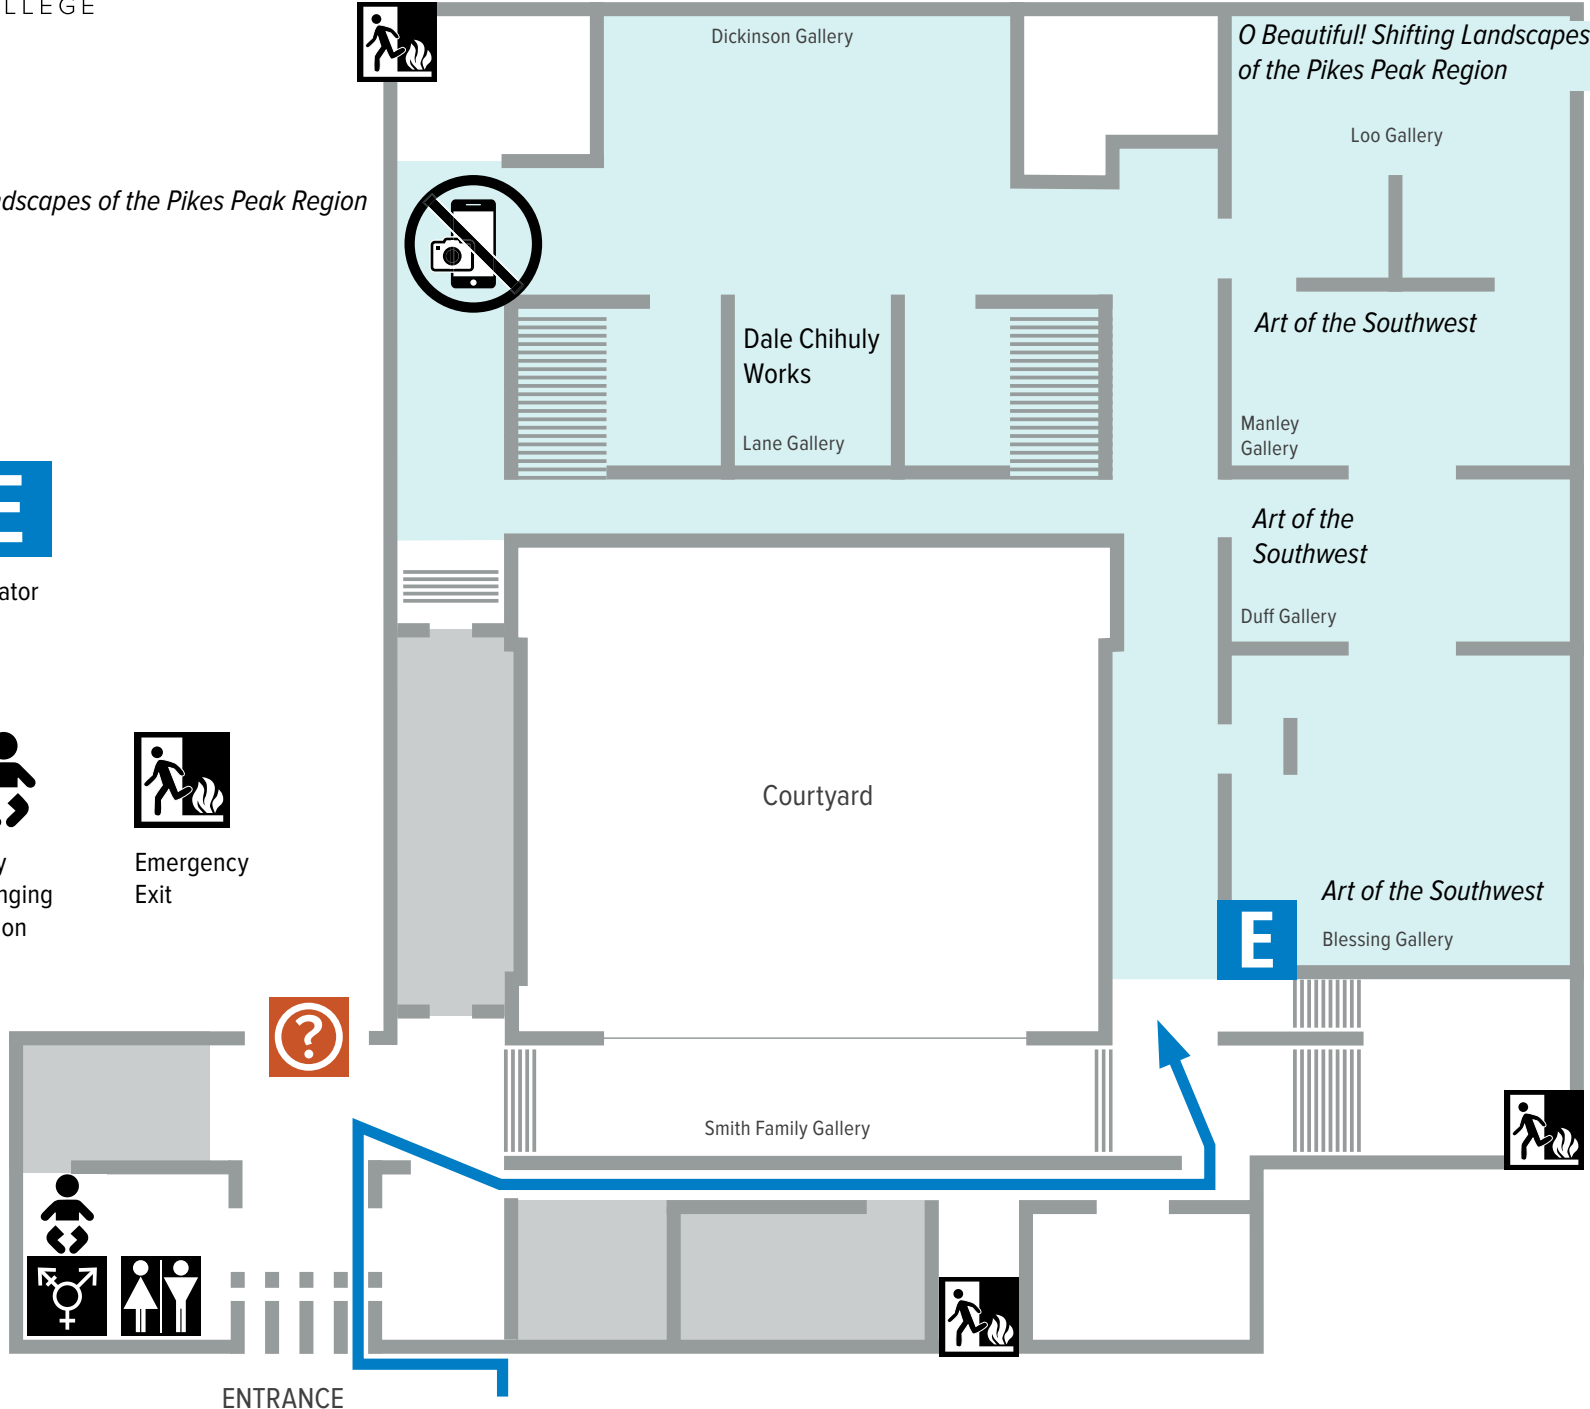 LLEGE
Dickinson Gallery
O Beautiful! Shifting Landscapes
of the Pikes Peak Region
Loo Gallery
dscapes of the Pikes Peak Region
Art of the Southwest
Dale Chihuly
Works
Manley
Gallery
Lane Gallery
E
ator
Art of the
Southwest
Duff Gallery
Courtyard
y
nging
on
Emergency
Exit
Art of the Southwest
E
Blessing Gallery
?
Smith Family Gallery
ENTRANCE